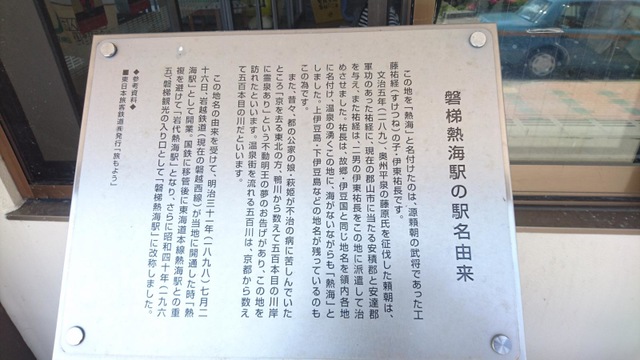 磐梯熱海駅の駅名由来
この地を「熱海」と名付けたのは、源頼朝の武将であった工
藤祐経(すけつね)の子・伊東祐長です。
文治五年(一一八九)、奥州平泉の藤原氏を征伐した頼朝は、
軍功のあった祐経に、現在の郡山市に当たる安積郡と安達郡
を与え、また祐経は、二男の伊東祐長をこの地に派遣して治
めさせました。祐長は、故郷・伊豆国と同じ地名を領内各地
に名付け、温泉の湧くこの地に、海がないながらも「熱海」と
しました。上伊豆島・下伊豆島などの地名が残っているのも
この為です。
また、昔々、都の公家の娘・萩姫が不治の病に苦しんでいた
ところ「京を去る東北の方、鴨川から数えて五百本目の川岸
に霊泉あり」という不動明王の夢のお告げがあり、この地を
訪れたといいます。温泉街を流れる五百川は、京都から数え
て五百本目の川だといいます。
この地名の由来を受けて、明治三十一年(一八九八)七月二
十六日、岩越鉄道(現在の磐越西線)が当地に開通した時「熱
海駅」として開業。国鉄に移管後に東海道本線熱海駅との重
複を避けて「岩代熱海駅」となり、さらに昭和四十年(一九六
五)、磐梯観光の入り口として「磐梯熱海駅」に改称しました。
◆参考資料◆
■東日本旅客鉄道㈱発行「旅もよう」